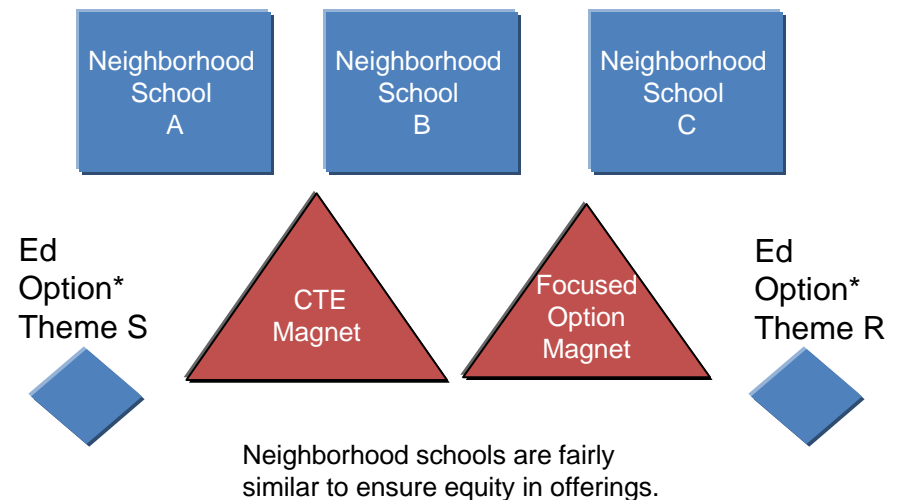 Neighborhood
School
A
Neighborhood
School
B
Neighborhood
School
C
Ed
Option*
Theme S
CTE
Magnet
Focused
Option
Magnet
Ed
Option*
Theme R
Neighborhood schools are fairly
similar to ensure equity in offerings.